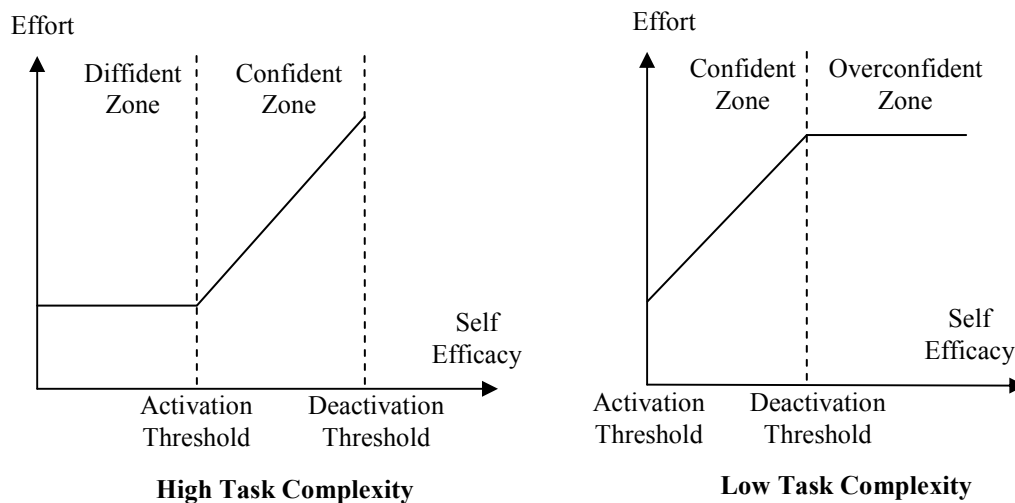 Effort
Diffident
Zone
Confident
Zone
Self
Efficacy
Activation
Threshold
Deactivation
Threshold
High Task Complexity
Effort
Confident
Zone
Overconfident
Zone
Self
Efficacy
Activation
Threshold
Deactivation
Threshold
Low Task Complexity